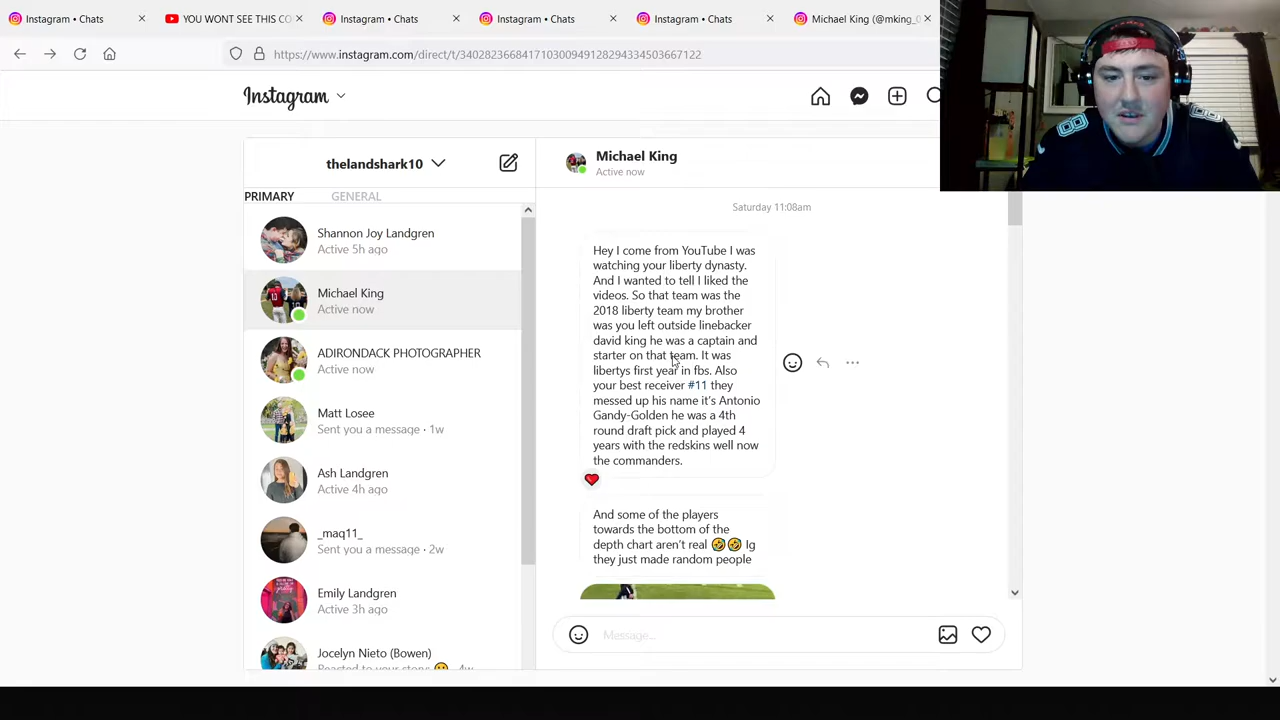 Instagram • Chats
YOU WONT SEE THIS CO
Instagram • Chats
Instagram • Chats
Instagram • Chats
Michael King (@mking_
https://www.instagram.com/direct/t/340282366841710300949128294334503667122
Instagram
thelandshark10
PRIMARY
GENERAL
Shannon Joy Landgren
Active 5h ago
Michael King
Active now
ADIRONDACK PHOTOGRAPHER
Active now
Matt Losee
Sent you a message · 1w
Ash Landgren
Active 4h ago
_maq11_
Sent you a message · 2w
Emily Landgren
Active 3h ago
Jocelyn Nieto (Bowen)
Reacted to your story: 😢 · 4w
Michael King
Active now
Saturday 11:08am
Hey I come from YouTube I was
watching your liberty dynasty.
And I wanted to tell I liked the
videos. So that team was the
2018 liberty team my brother
was you left outside linebacker
david king he was a captain and
starter on that team. It was
libertys first year in fbs. Also
your best receiver #11 they
messed up his name it's Antonio
Gandy-Golden he was a 4th
round draft pick and played 4
years with the redskins well now
the commanders.
And some of the players
towards the bottom of the
depth chart aren't real 🤣🤣 Ig
they just made random people
Message...